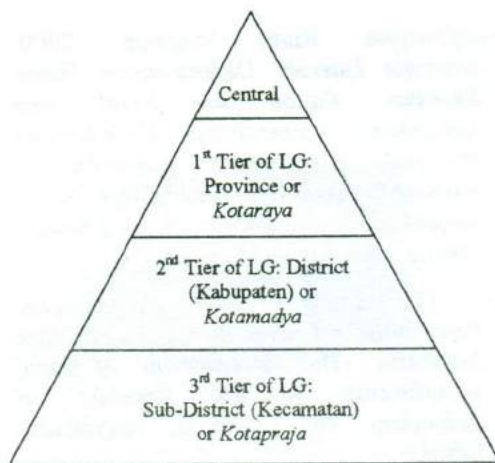 Central
1st Tier of LG:
Province or
Kotaraya
2nd Tier of LG: District
(Kabupaten) or
Kotamadya
3rd Tier of LG:
Sub-District (Kecamatan)
or Kotapraja